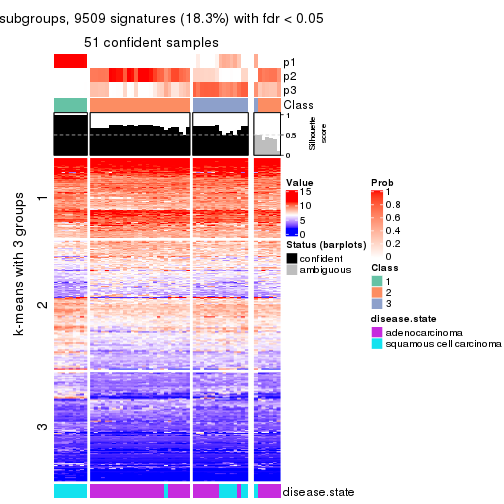 subgroups, 9509 signatures (18.3%) with fdr < 0.05
51 confident samples
p1
p2
p3
Class
1
0.5
0
Silhouette
score
k-means with 3 groups
1
2
3
Value
15
10
5
0
Status (barplots)
confident
ambiguous
Prob
1
0.8
0.6
0.4
0.2
0
Class
1
2
3
disease.state
adenocarcinoma
squamous cell carcinoma
disease.state